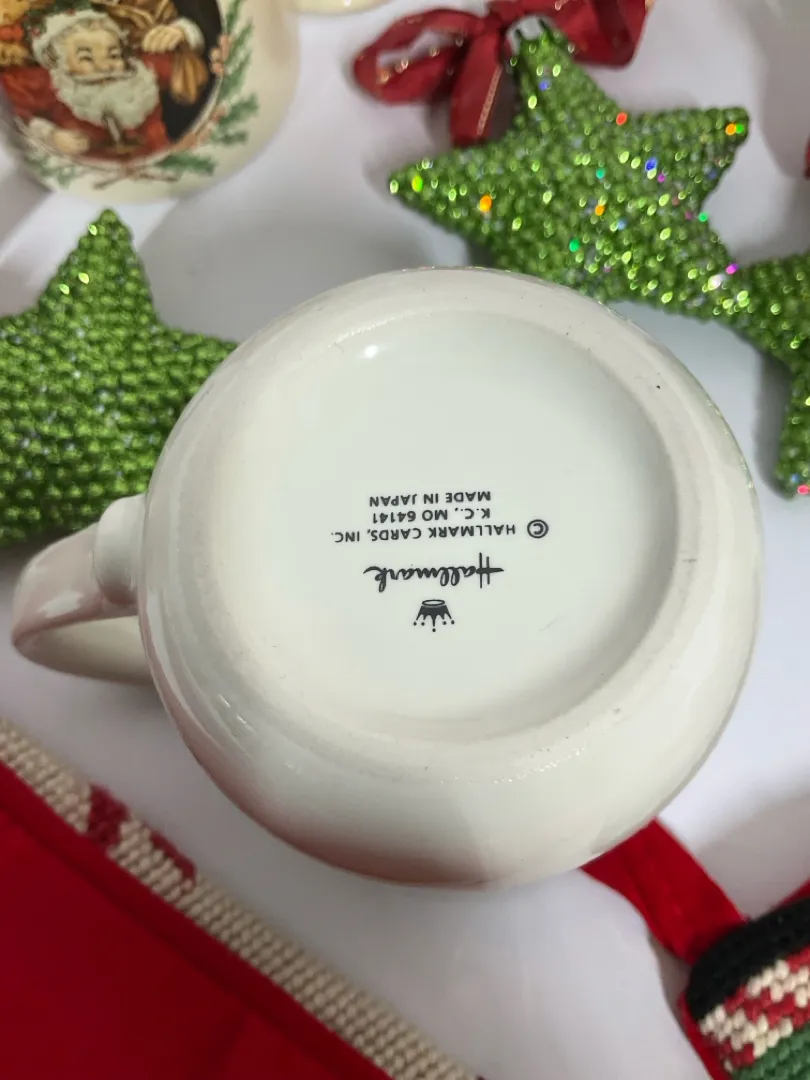 Hallmark
© HALLMARK CARDS, INC.
K.C., MO 64141
MADE IN JAPAN